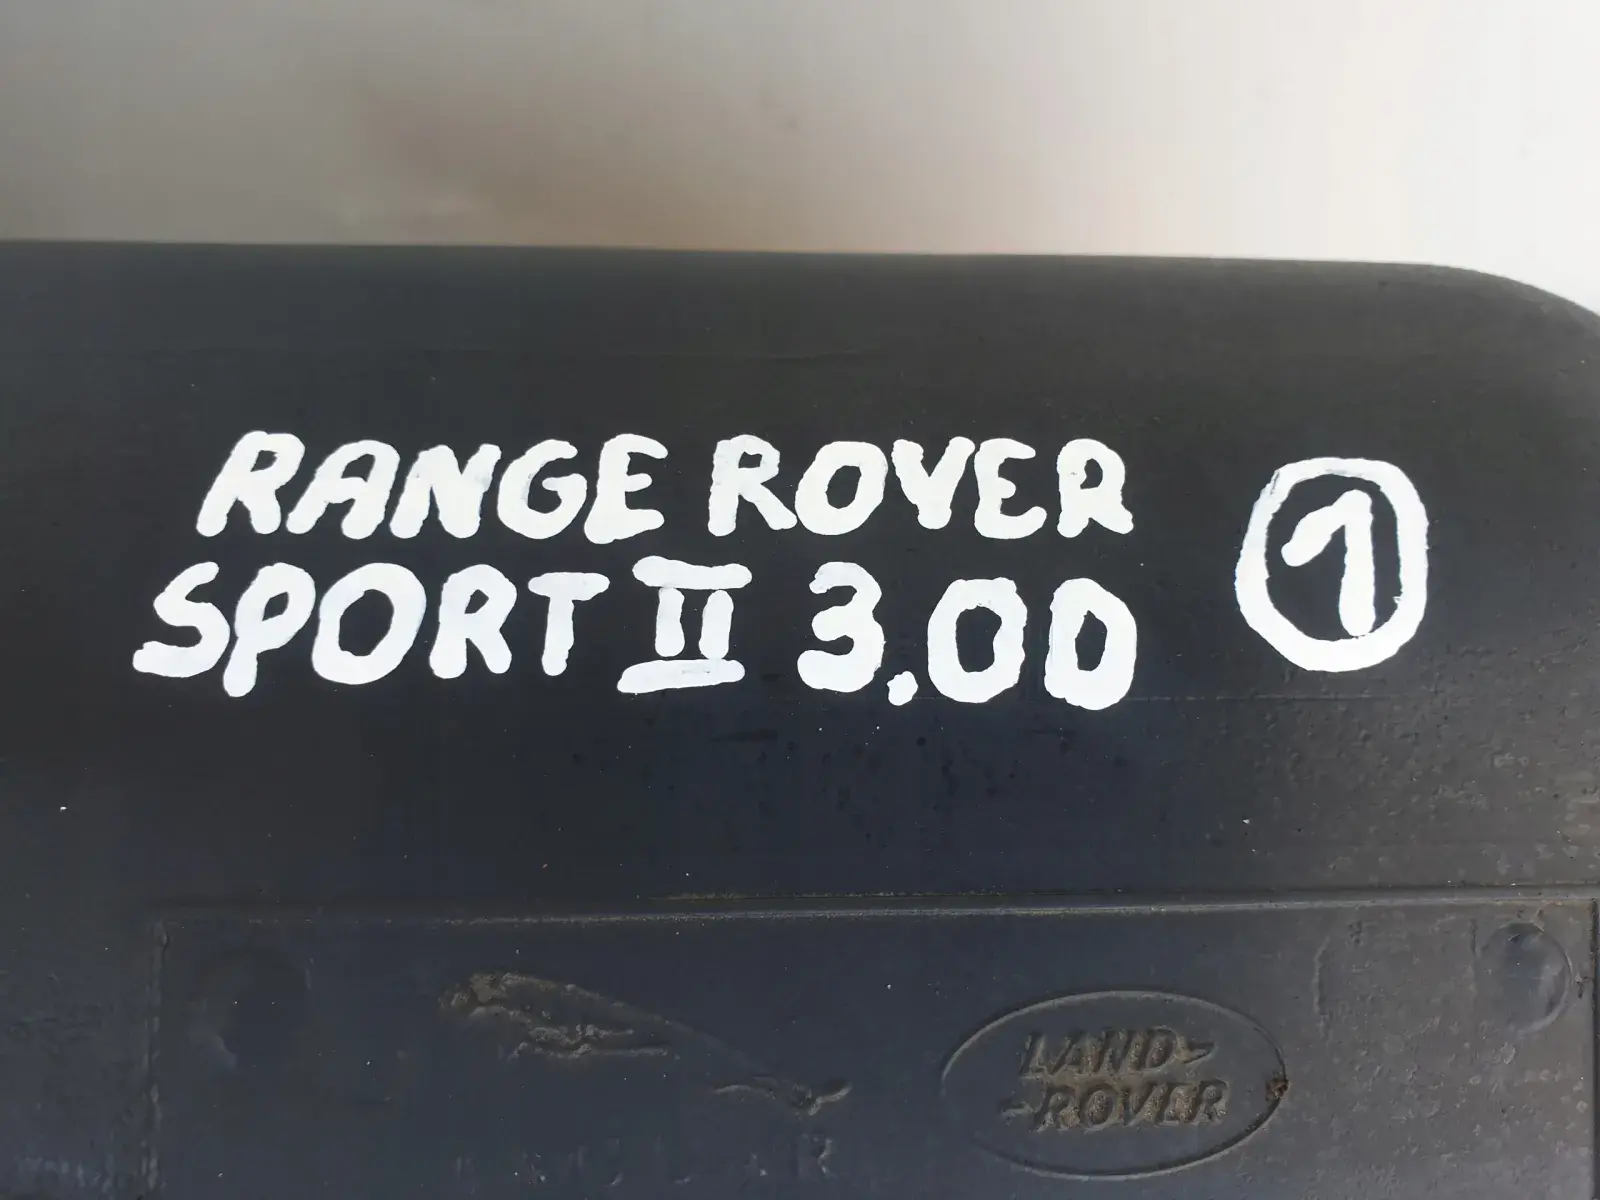 RANGE ROVER
SPORT II 3.0D
1
LAND-
-ROVER